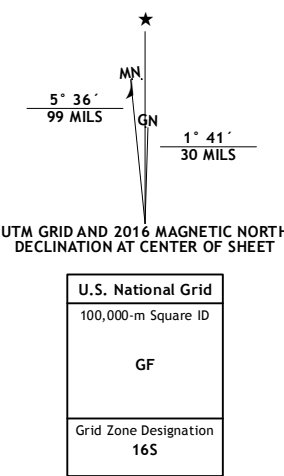 ★
MN.
5° 36´
99 MILS
GN
1° 41´
30 MILS
UTM GRID AND 2016 MAGNETIC NORTH
DECLINATION AT CENTER OF SHEET
U.S. National Grid
100,000-m Square ID
GF
Grid Zone Designation
16S